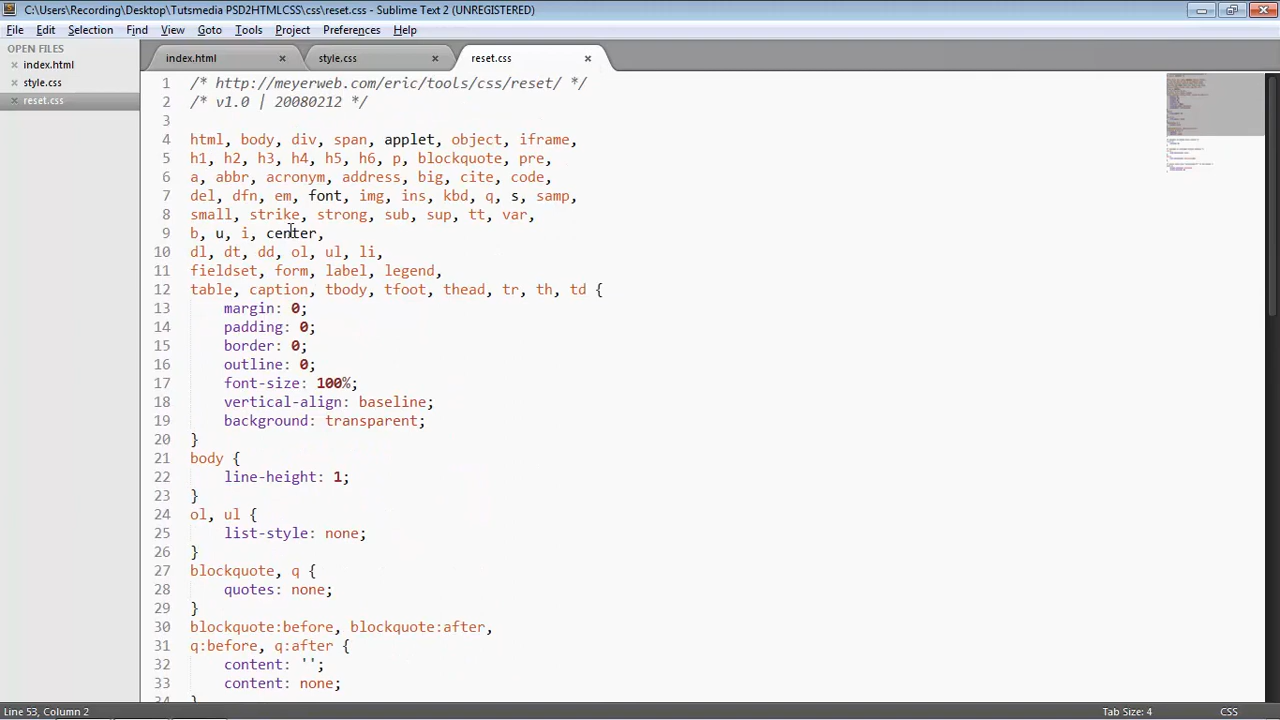 C:\Users\Recording\Desktop\Tutsmedia PSD2HTMLCSS\css\reset.css - Sublime Text 2 (UNREGISTERED)
File Edit Selection Find View Goto Tools Project Preferences Help
OPEN FILES
index.html
style.css
reset.css
index.html style.css reset.css
1 /* http://meyerweb.com/eric/tools/css/reset/ */
2 /* v1.0 | 20080212 */
3
4 html, body, div, span, applet, object, iframe,
5 h1, h2, h3, h4, h5, h6, p, blockquote, pre,
6 a, abbr, acronym, address, big, cite, code,
7 del, dfn, em, font, img, ins, kbd, q, s, samp,
8 small, strike, strong, sub, sup, tt, var,
9 b, u, i, center,
10 dl, dt, dd, ol, ul, li,
11 fieldset, form, label, legend,
12 table, caption, tbody, tfoot, thead, tr, th, td {
13 margin: 0;
14 padding: 0;
15 border: 0;
16 outline: 0;
17 font-size: 100%;
18 vertical-align: baseline;
19 background: transparent;
20 }
21 body {
22 line-height: 1;
23 }
24 ol, ul {
25 list-style: none;
26 }
27 blockquote, q {
28 quotes: none;
29 }
30 blockquote:before, blockquote:after,
31 q:before, q:after {
32 content: '';
33 content: none;
34 }
Line 53, Column 2 Tab Size: 4 CSS